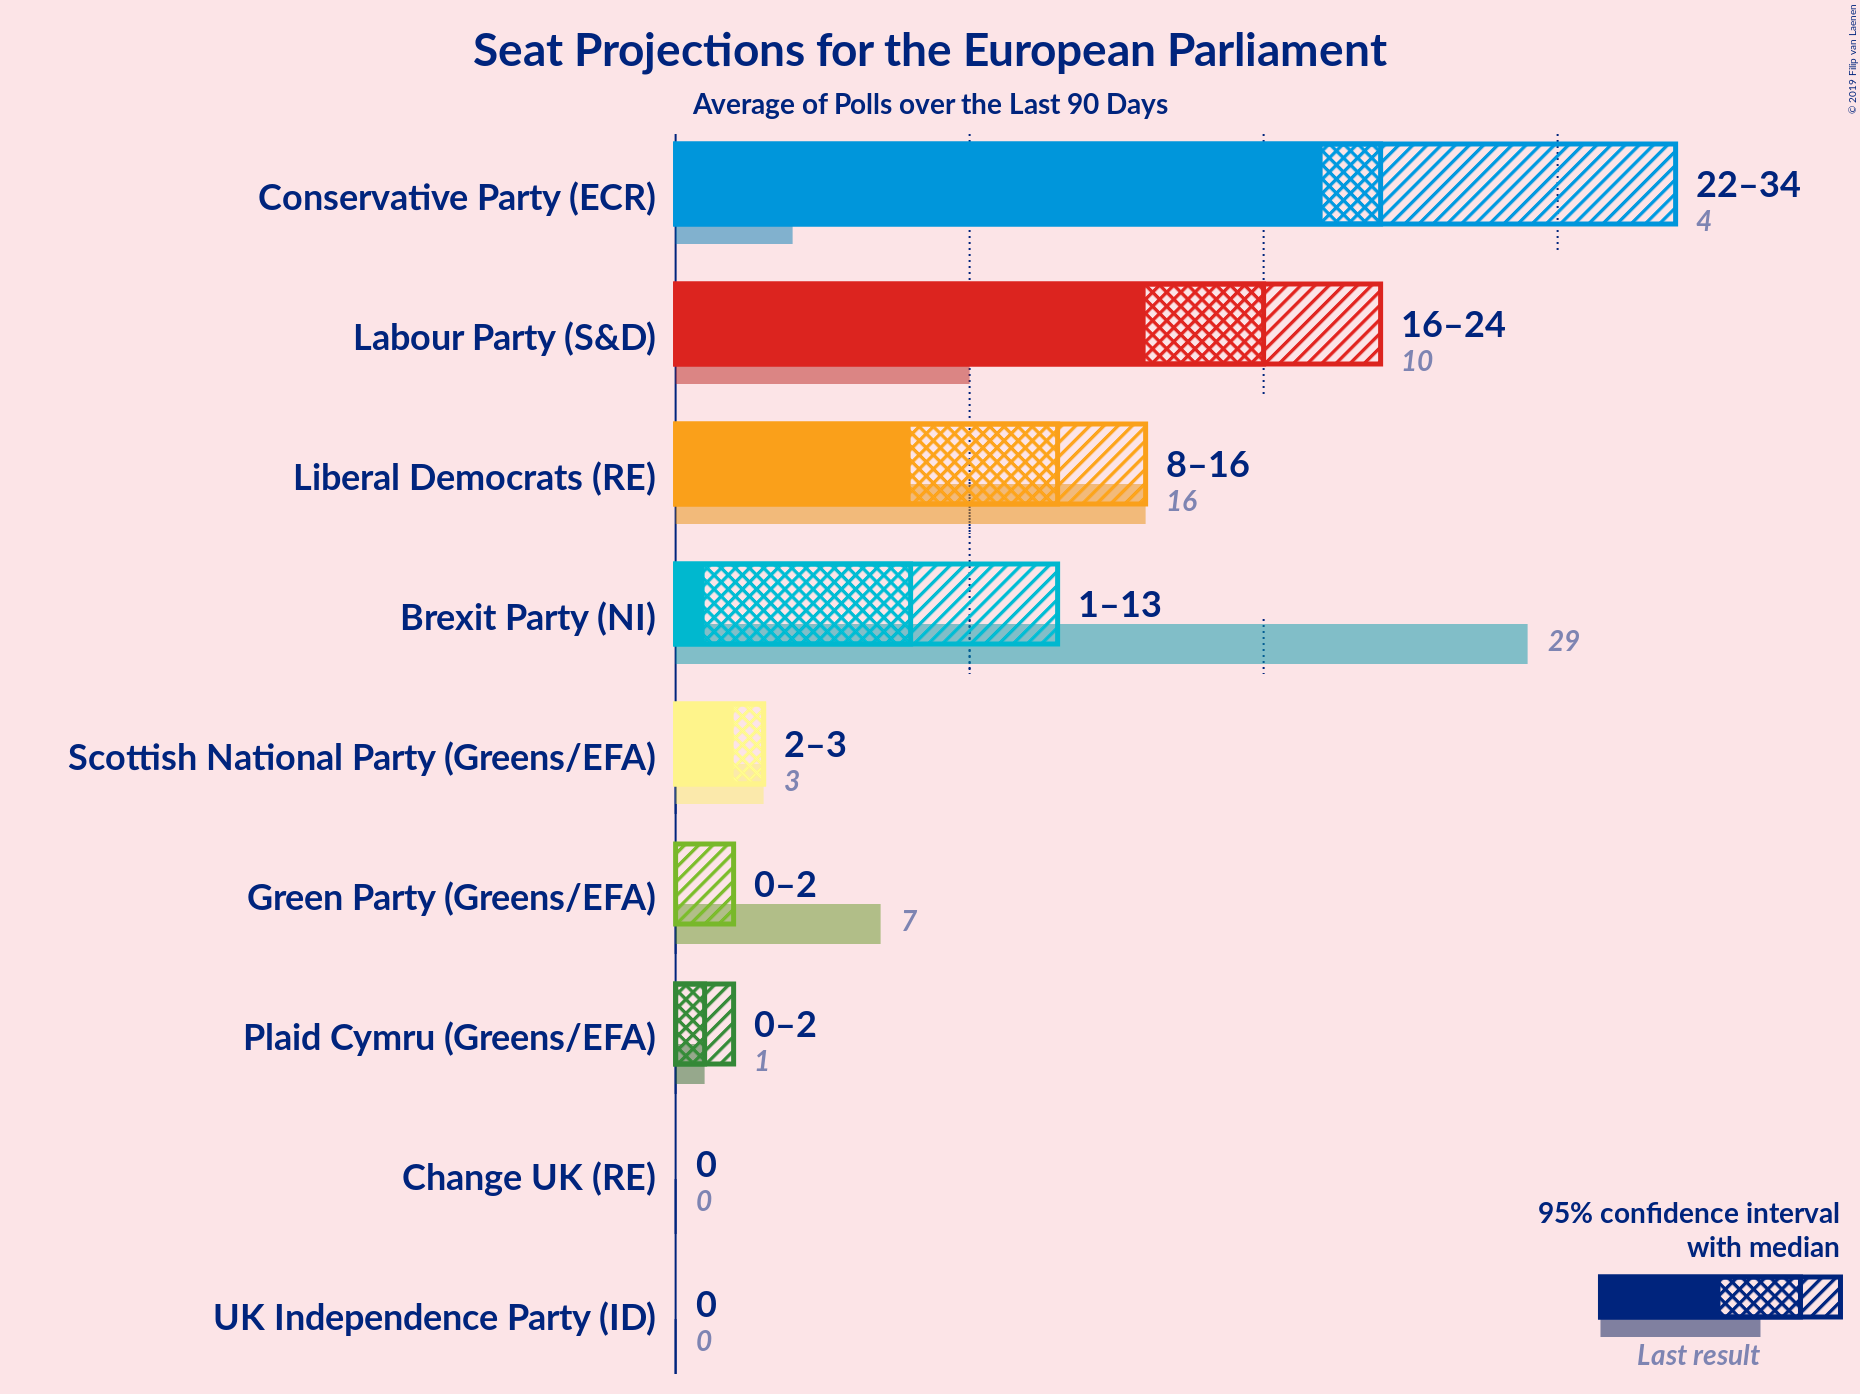 Seat Projections for the European Parliament
Average of Polls over the Last 90 Days
© 2019 Filip van Laenen
Conservative Party (ECR)
22–34
4
Labour Party (S&D)
16–24
10
Liberal Democrats (RE)
8–16
16
Brexit Party (NI)
1–13
29
Scottish National Party (Greens/EFA)
2–3
3
Green Party (Greens/EFA)
0–2
7
Plaid Cymru (Greens/EFA)
0–2
1
Change UK (RE)
0
0
UK Independence Party (ID)
0
0
95% confidence interval
with median
Last result